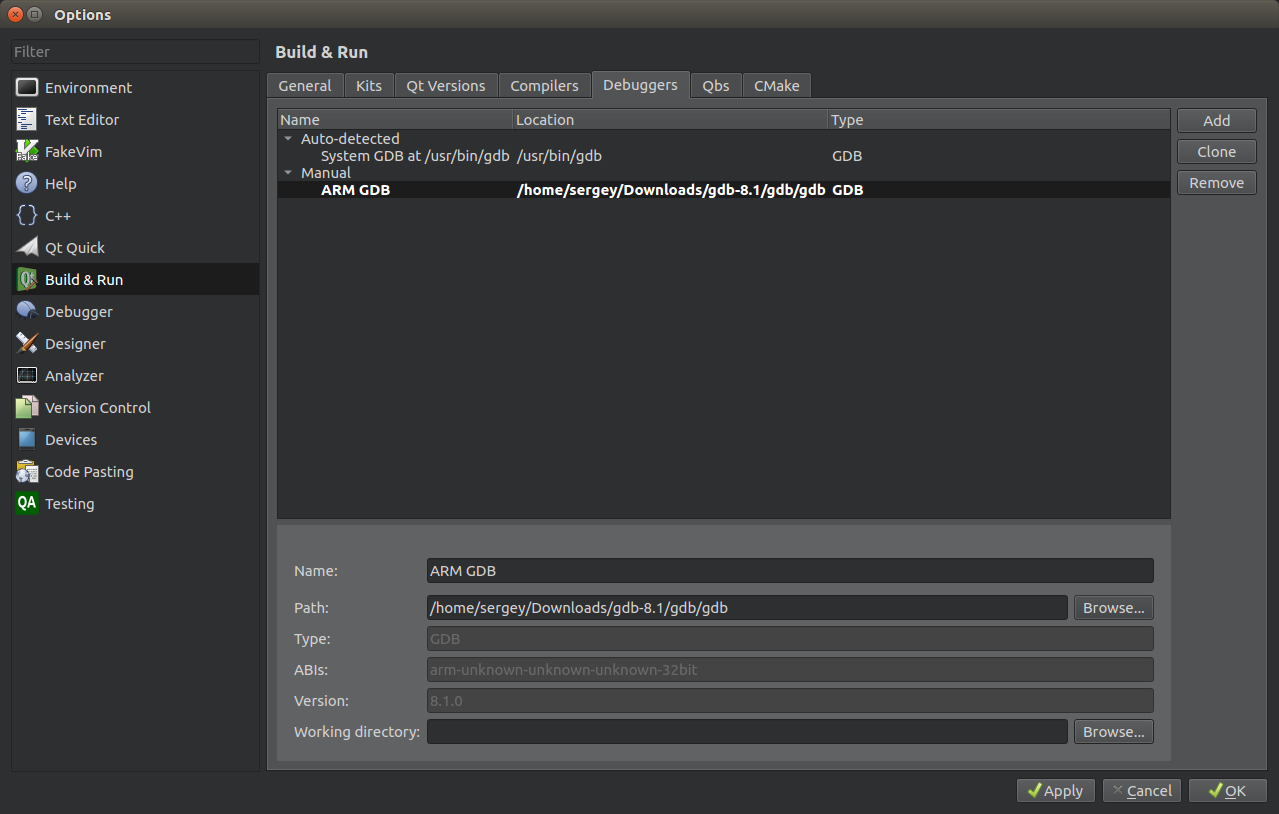 Options
Filter
Environment
Text Editor
FakeVim
Help
C++
Qt Quick
Build & Run
Debugger
Designer
Analyzer
Version Control
Devices
Code Pasting
QA Testing
Build & Run
General Kits Qt Versions Compilers Debuggers Qbs CMake
Name Location Type
Auto-detected
System GDB at /usr/bin/gdb /usr/bin/gdb GDB
Manual
ARM GDB /home/sergey/Downloads/gdb-8.1/gdb/gdb GDB
Add
Clone
Remove
Name: ARM GDB
Path: /home/sergey/Downloads/gdb-8.1/gdb/gdb Browse...
Type: GDB
ABIs: arm-unknown-unknown-unknown-32bit
Version: 8.1.0
Working directory: Browse...
Apply Cancel OK